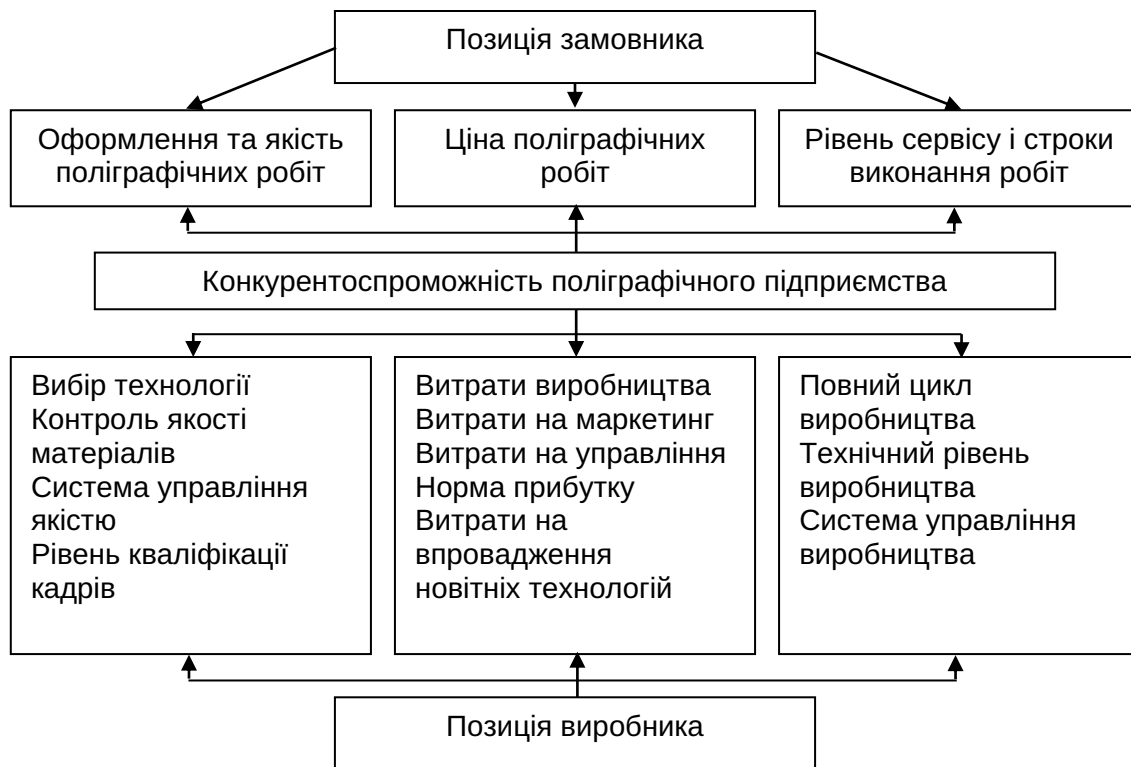 Позиція замовника
Оформлення та якість
поліграфічних робіт
Ціна поліграфічних
робіт
Рівень сервісу і строки
виконання робіт
Конкурентоспроможність поліграфічного підприємства
Вибір технології
Контроль якості
матеріалів
Система управління
якістю
Рівень кваліфікації
кадрів
Витрати виробництва
Витрати на маркетинг
Витрати на управління
Норма прибутку
Витрати на
впровадження
новітніх технологій
Повний цикл
виробництва
Технічний рівень
виробництва
Система управління
виробництва
Позиція виробника